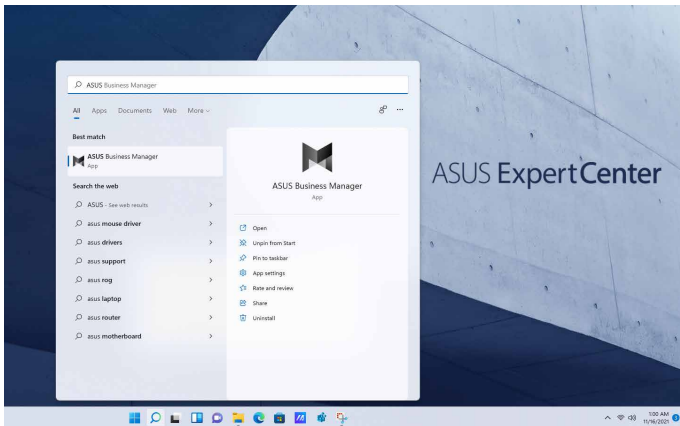 ASUS Business Manager
All Apps Documents Web More
Best match
ASUS Business Manager
App
Search the web
ASUS - See web results
asus mouse driver
asus drivers
asus support
asus rog
asus laptop
asus router
asus motherboard
ASUS Business Manager
App
Open
Unpin from Start
Pin to taskbar
App settings
Rate and review
Share
Uninstall
ASUS ExpertCenter
1:00 AM
11/16/2021